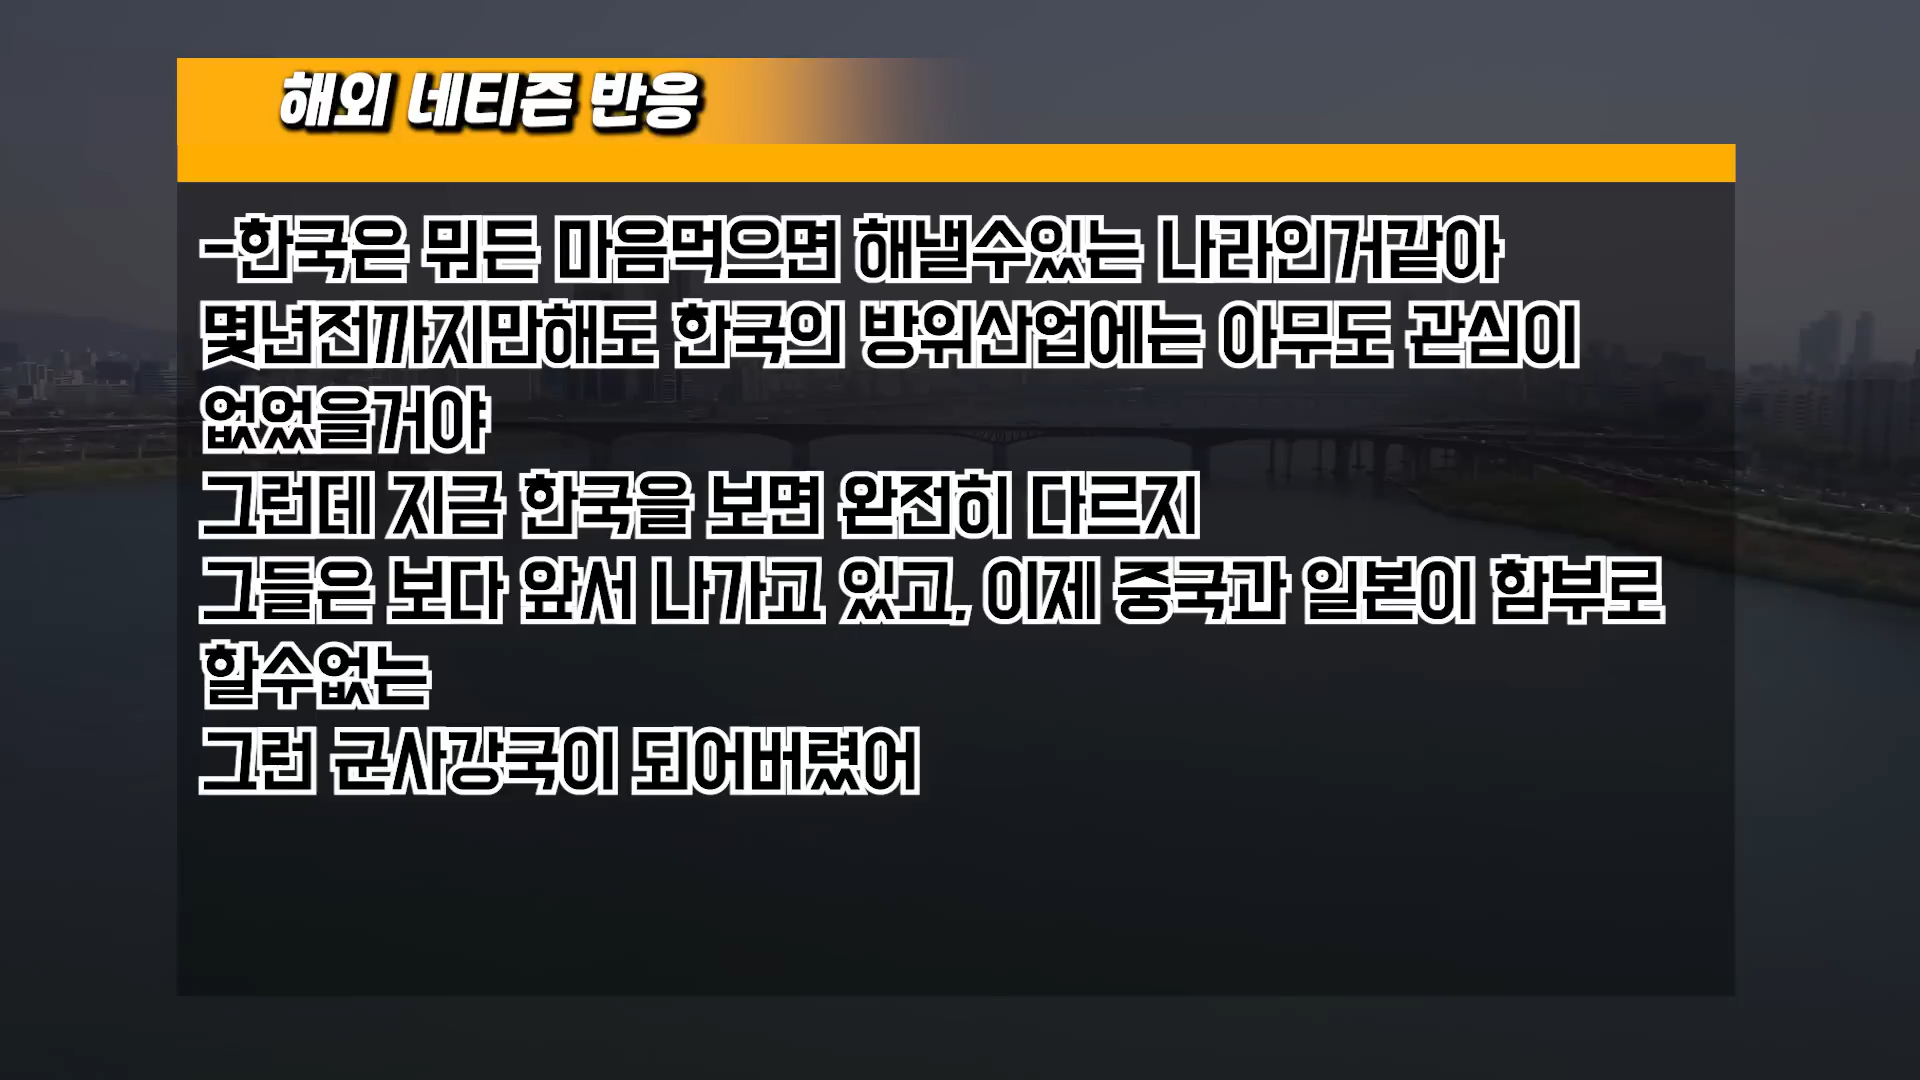 해외 네티즌 반응
-한국은 뭐든 마음먹으면 해낼수있는 나라인거같아
몇년전까지만해도 한국의 방위산업에는 아무도 관심이
없었을거야
그런데 지금 한국을 보면 완전히 다르지
그들은 보다 앞서 나가고 있고, 이제 중국과 일본이 함부로
할수없는
그런 군사강국이 되어버렸어